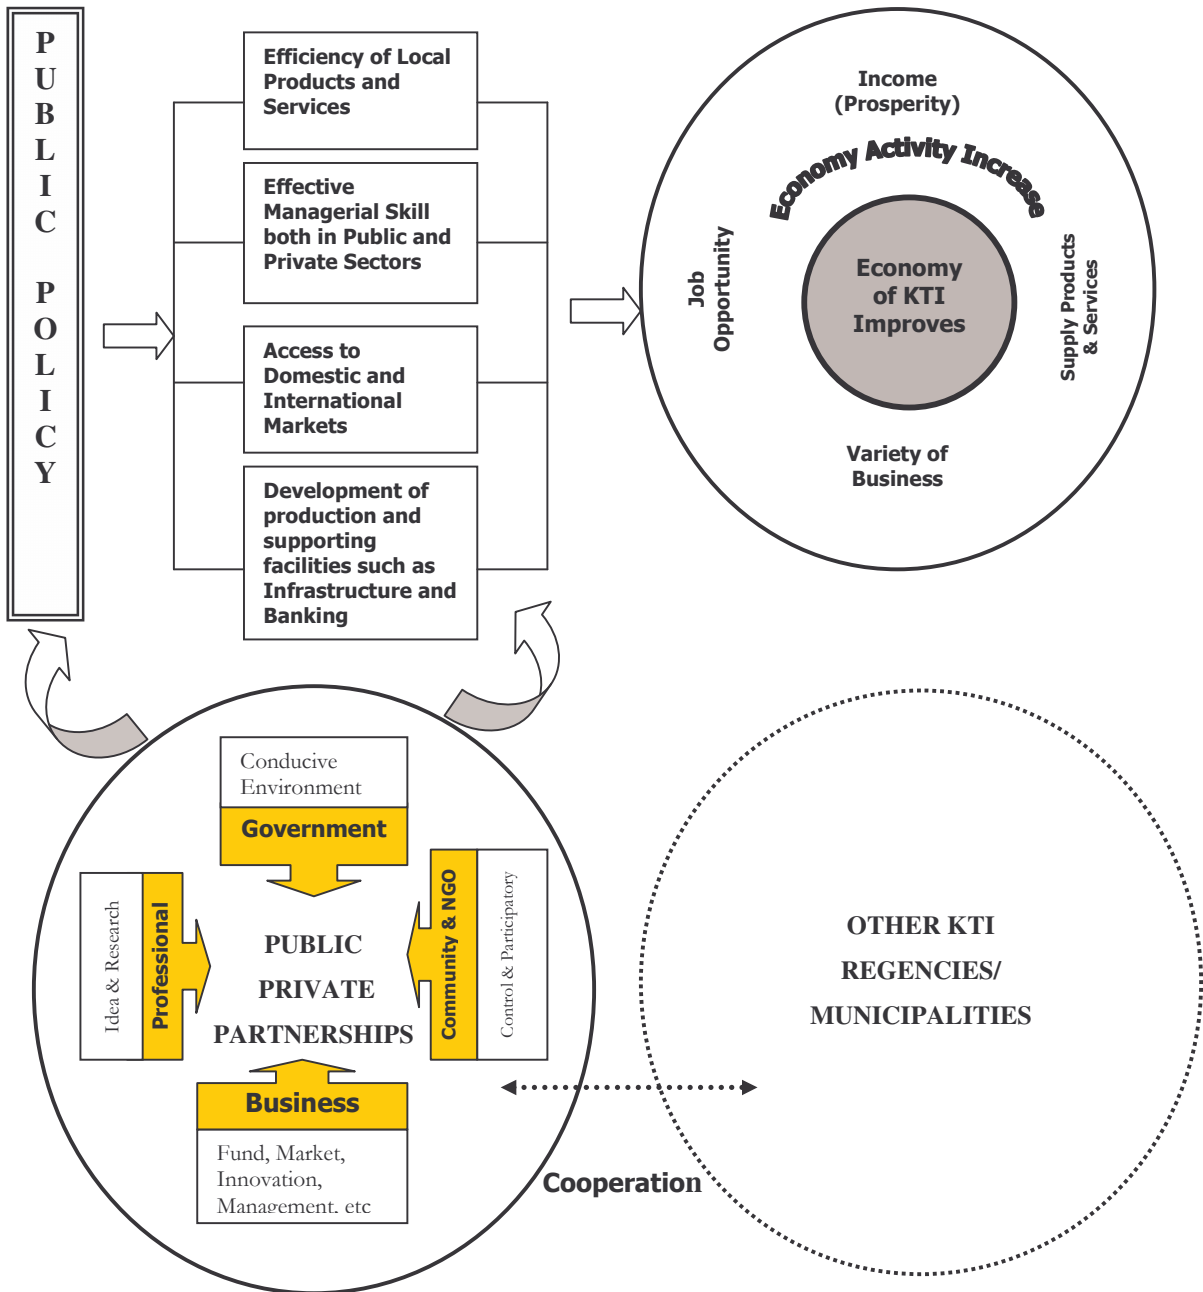 PUBLIC POLICY
Efficiency of Local
Products and
Services
Effective
Managerial Skill
both in Public and
Private Sectors
Access to
Domestic and
International
Markets
Development of
production and
supporting
facilities such as
Infrastructure and
Banking
Income
(Prosperity)
Economy Activity Increase
Job
Opportunity
Economy
of KTI
Improves
Supply Products
& Services
Variety of
Business
Conducive
Environment
Government
Idea & Research
Professional
PUBLIC
PRIVATE
PARTNERSHIPS
Community & NGO
Control & Participatory
Business
Fund, Market,
Innovation,
Management, etc
Cooperation
OTHER KTI
REGENCIES/
MUNICIPALITIES